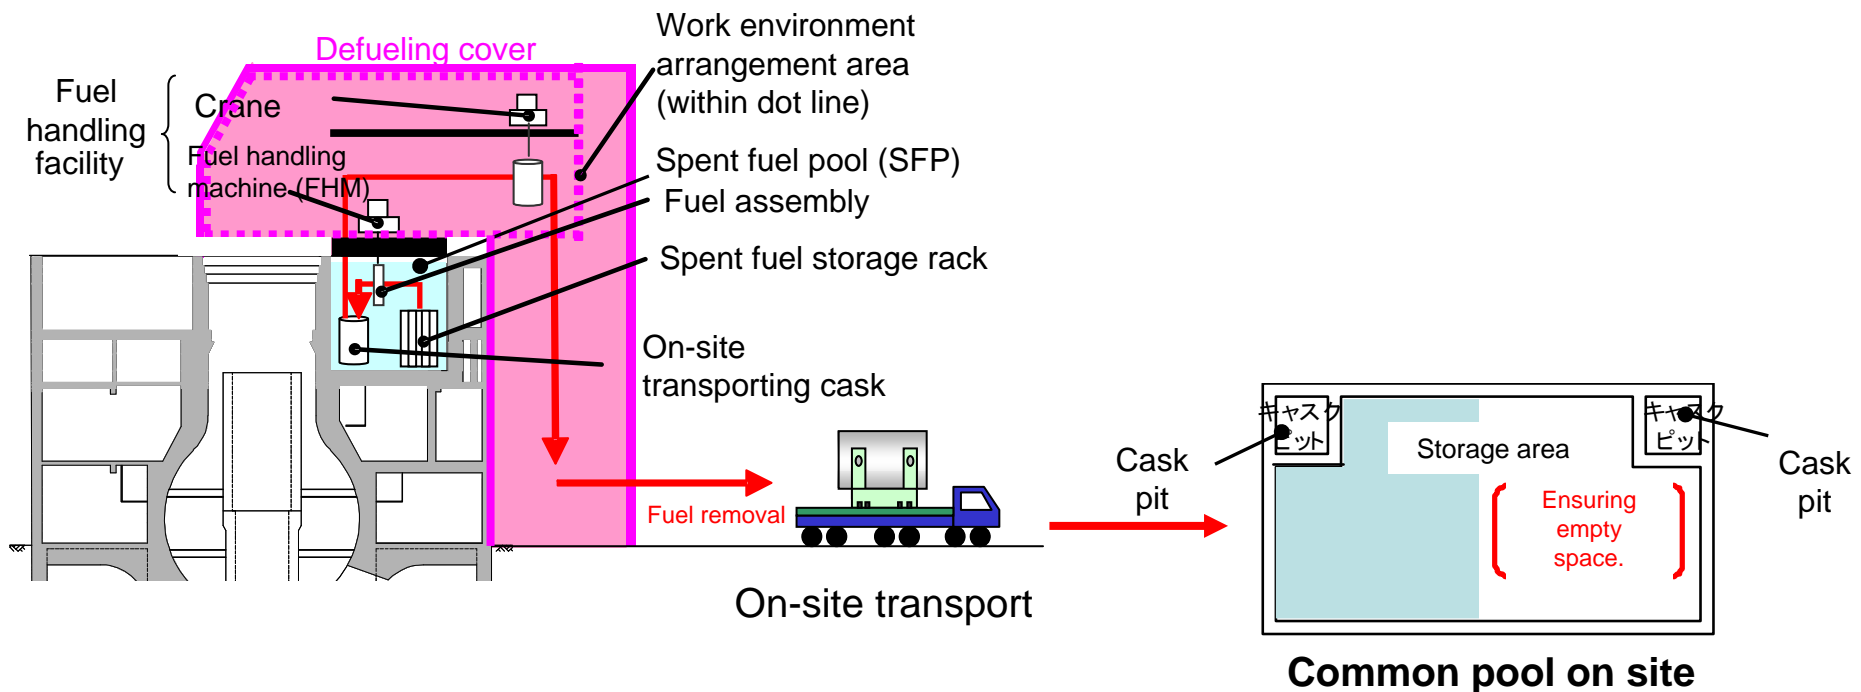 Defueling cover
Work environment
arrangement area
(within dot line)
Fuel
handling
facility
Crane
Fuel handling
machine (FHM)
Spent fuel pool (SFP)
Fuel assembly
Spent fuel storage rack
On-site
transporting cask
Fuel removal
On-site transport
Cask
pit
キャスク
ピット
Storage area
Ensuring
empty
space.
キャスク
ピット
Cask
pit
Common pool on site